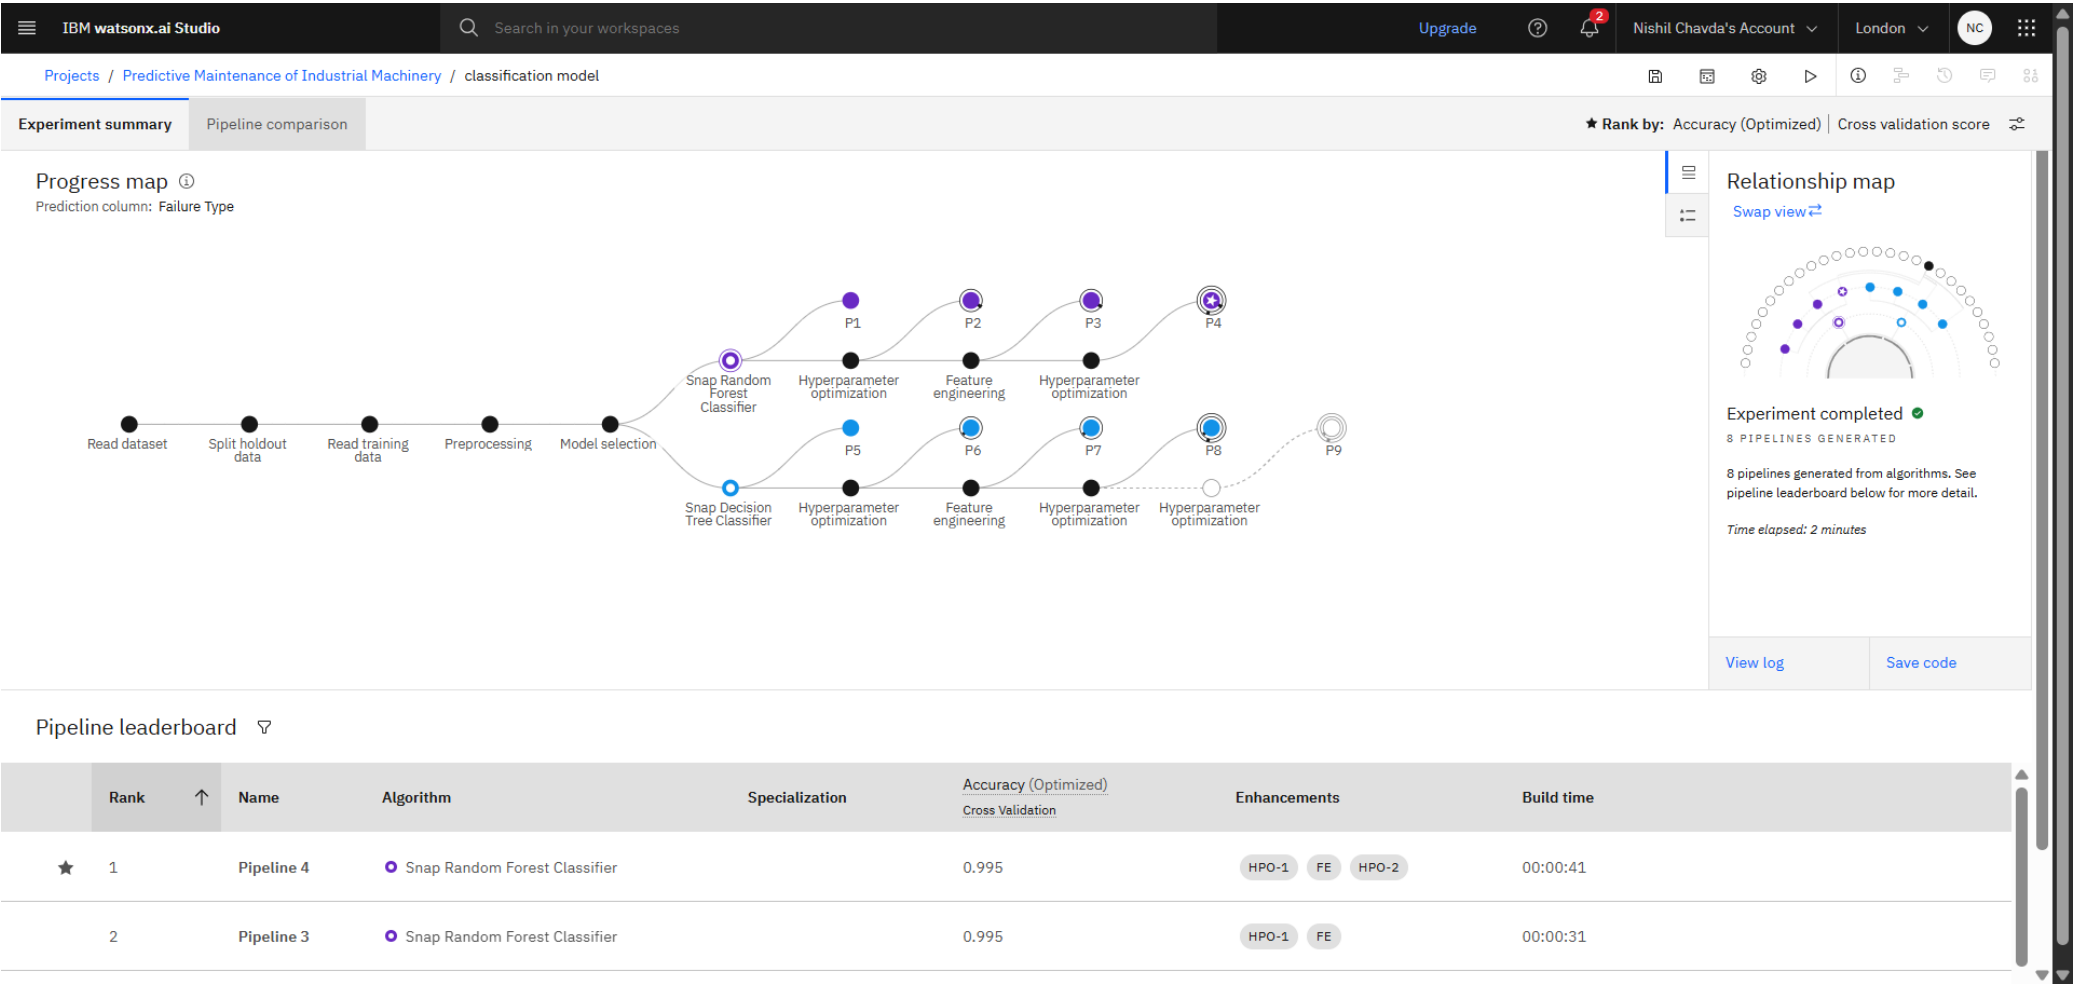 IBM watsonx.ai Studio
Search in your workspaces
Upgrade
2
Nishil Chavda's Account
London
NC
Projects / Predictive Maintenance of Industrial Machinery / classification model
Experiment summary
Pipeline comparison
Rank by: Accuracy (Optimized) | Cross validation score
Progress map
Prediction column: Failure Type
P1
P2
P3
P4
Snap Random
Forest
Classifier
Hyperparameter
optimization
Feature
engineering
Hyperparameter
optimization
Read dataset
Split holdout
data
Read training
data
Preprocessing
Model selection
P5
P6
P7
P8
P9
Snap Decision
Tree Classifier
Hyperparameter
optimization
Feature
engineering
Hyperparameter
optimization
Hyperparameter
optimization
Relationship map
Swap view
Experiment completed
8 PIPELINES GENERATED
8 pipelines generated from algorithms. See
pipeline leaderboard below for more detail.
Time elapsed: 2 minutes
View log
Save code
Pipeline leaderboard
Rank
Name
Algorithm
Specialization
Accuracy (Optimized)
Cross Validation
Enhancements
Build time
1 Pipeline 4 Snap Random Forest Classifier 0.995 HPO-1 FE HPO-2 00:00:41
2 Pipeline 3 Snap Random Forest Classifier 0.995 HPO-1 FE 00:00:31